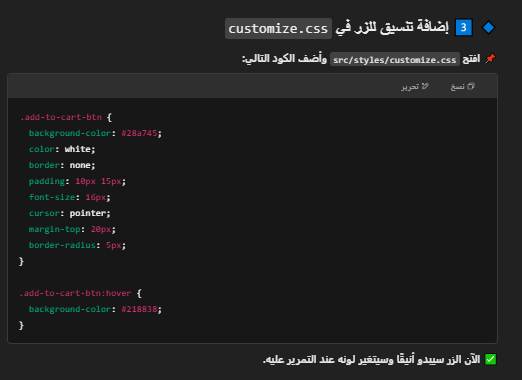 3 إضافة تنسيق للزر في customize.css
افتح src/styles/customize.css وأضف الكود التالي:
نسخ تحرير
.add-to-cart-btn {
  background-color: #28a745;
  color: white;
  border: none;
  padding: 10px 15px;
  font-size: 16px;
  cursor: pointer;
  margin-top: 20px;
  border-radius: 5px;
}
.add-to-cart-btn:hover {
  background-color: #218838;
}
الآن الزر سيبدو أنيقًا وسيتغير لونه عند التمرير عليه.